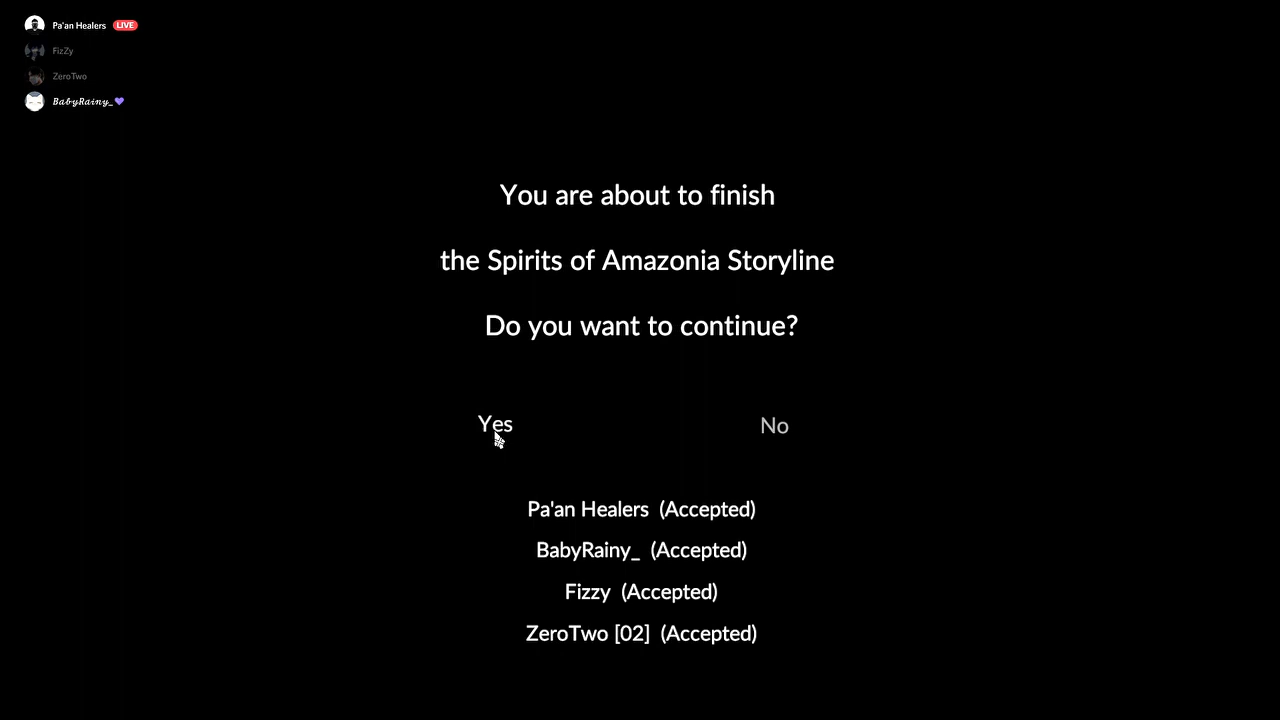 Pa'an Healers LIVE
FizZy
ZeroTwo
BabyRainy_💜
You are about to finish
the Spirits of Amazonia Storyline
Do you want to continue?
Yes No
Pa'an Healers (Accepted)
BabyRainy_ (Accepted)
Fizzy (Accepted)
ZeroTwo [02] (Accepted)